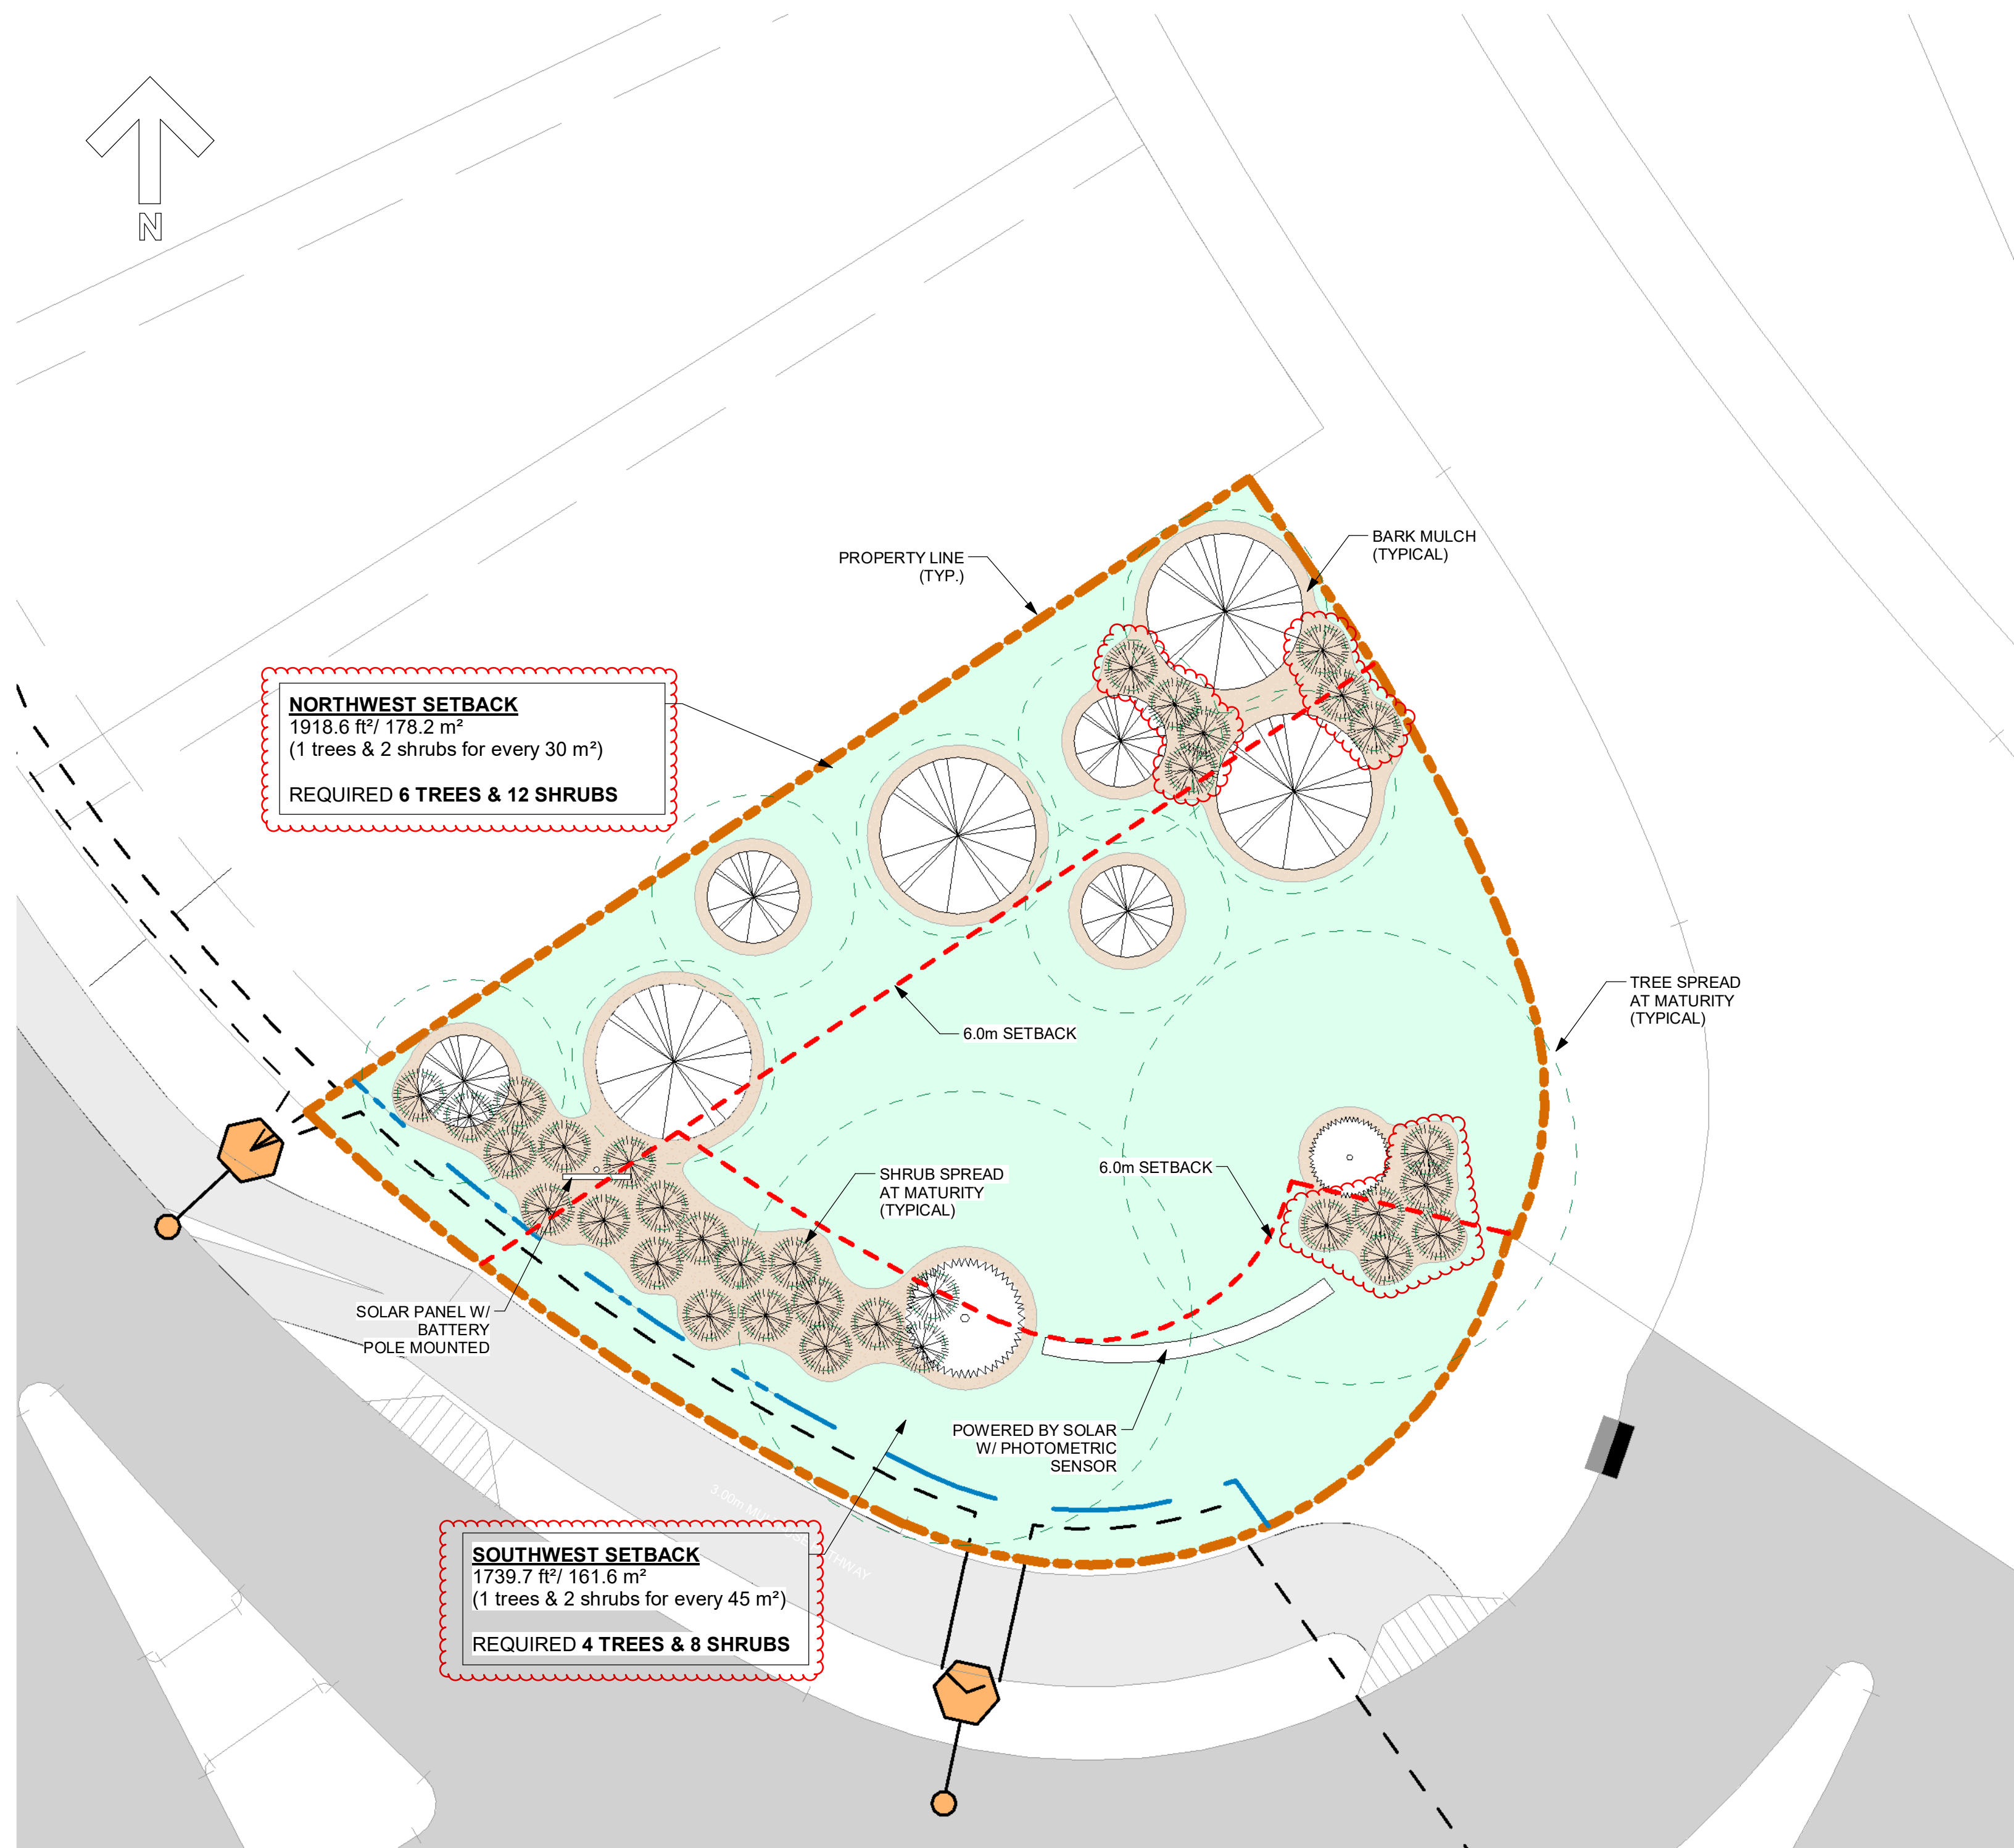 N
PROPERTY LINE
(TYP.)
BARK MULCH
(TYPICAL)
NORTHWEST SETBACK
1918.6 ft²/ 178.2 m²
(1 trees & 2 shrubs for every 30 m²)
REQUIRED 6 TREES & 12 SHRUBS
TREE SPREAD
AT MATURITY
(TYPICAL)
6.0m SETBACK
SHRUB SPREAD
AT MATURITY
(TYPICAL)
6.0m SETBACK
SOLAR PANEL W/
BATTERY
POLE MOUNTED
POWERED BY SOLAR
W/ PHOTOMETRIC
SENSOR
3.00m
SOUTHWEST SETBACK
1739.7 ft²/ 161.6 m²
(1 trees & 2 shrubs for every 45 m²)
REQUIRED 4 TREES & 8 SHRUBS